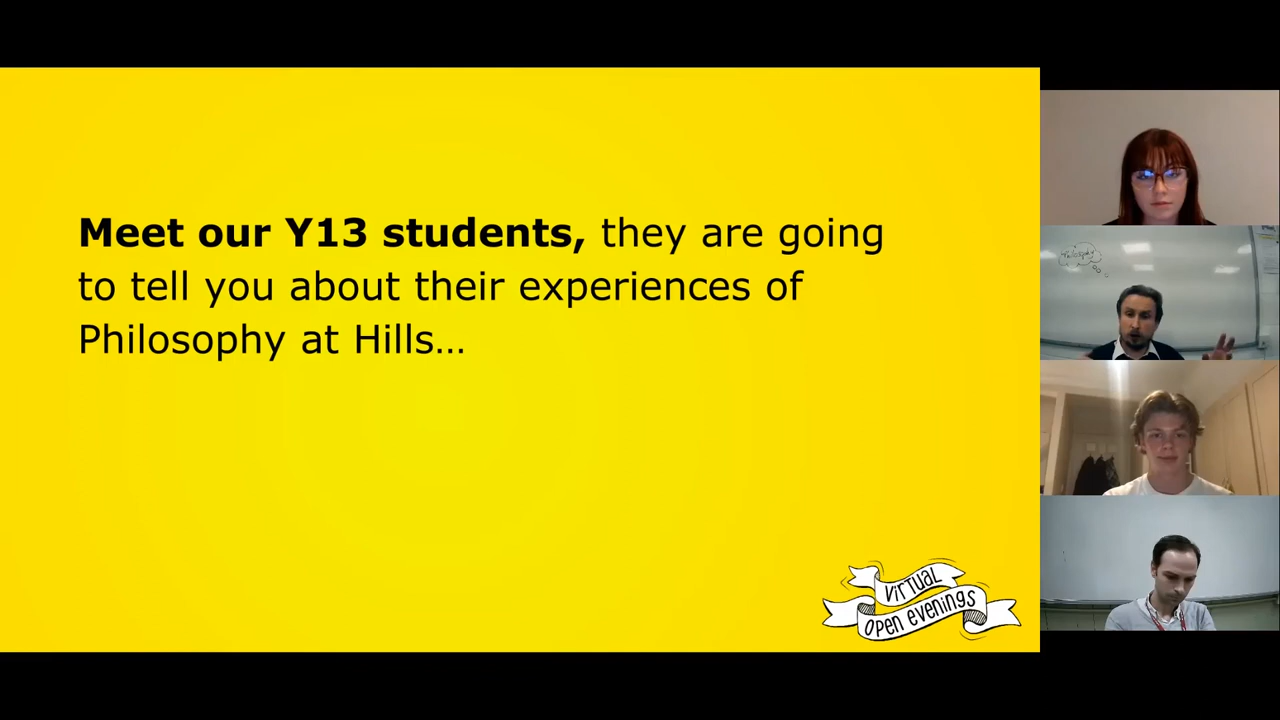 Meet our Y13 students, they are going
to tell you about their experiences of
Philosophy at Hills…
VIRTUAL
OPEN EVENINGS
Philosophy